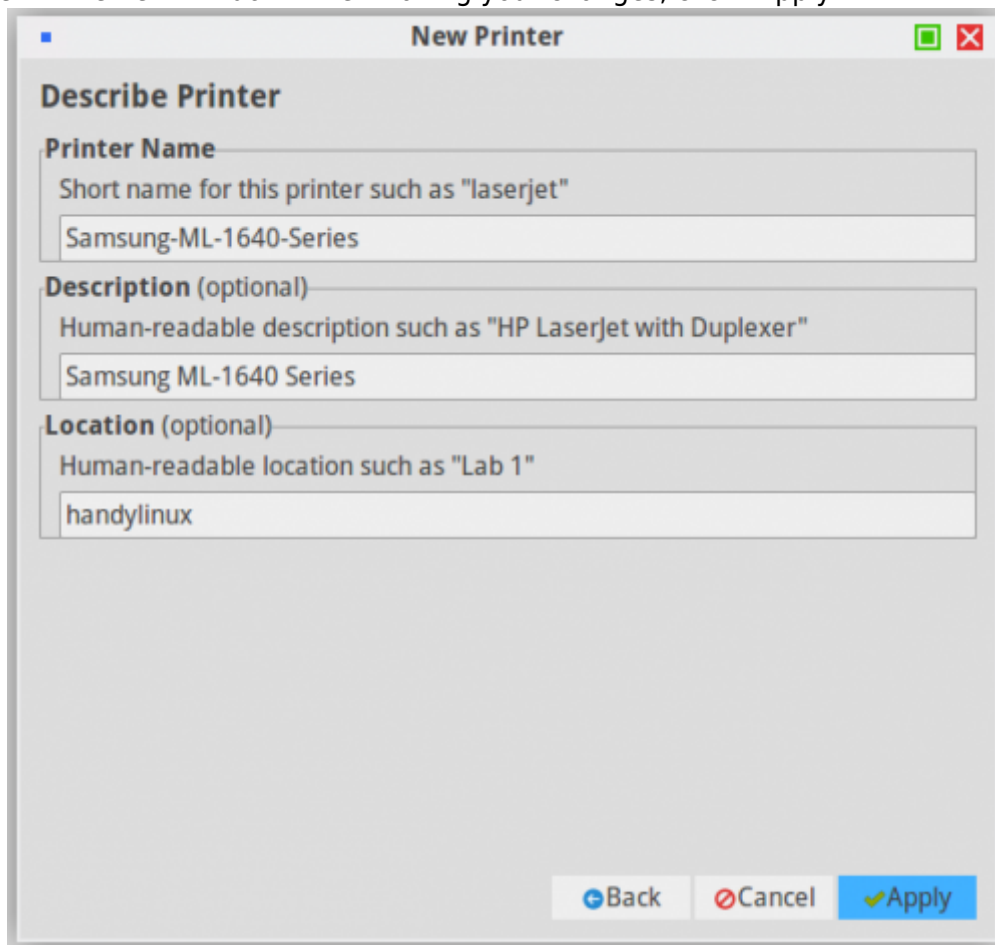 New Printer
Describe Printer
Printer Name
Short name for this printer such as "laserjet"
Samsung-ML-1640-Series
Description (optional)
Human-readable description such as "HP LaserJet with Duplexer"
Samsung ML-1640 Series
Location (optional)
Human-readable location such as "Lab 1"
handylinux
Back Cancel Apply